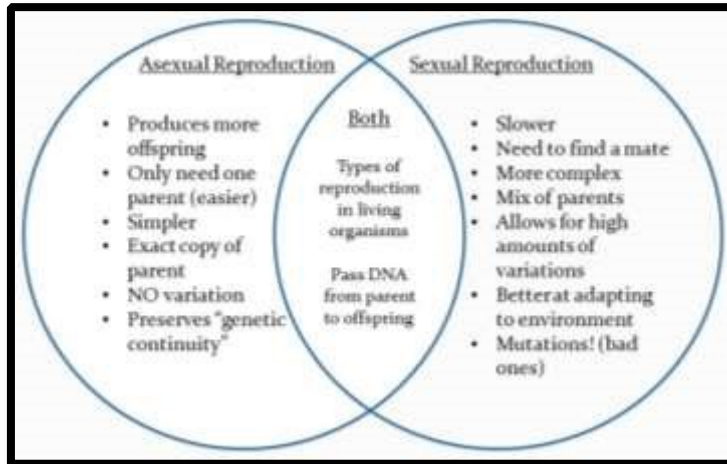 Asexual Reproduction
• Produces more
offspring
• Only need one
parent (easier)
• Simpler
• Exact copy of
parent
• NO variation
• Preserves "genetic
continuity"
Both
Types of
reproduction
in living
organisms
Pass DNA
from parent
to offspring
Sexual Reproduction
• Slower
• Need to find a mate
• More complex
• Mix of parents
• Allows for high
amounts of
variations
• Better at adapting
to environment
• Mutations! (bad
ones)